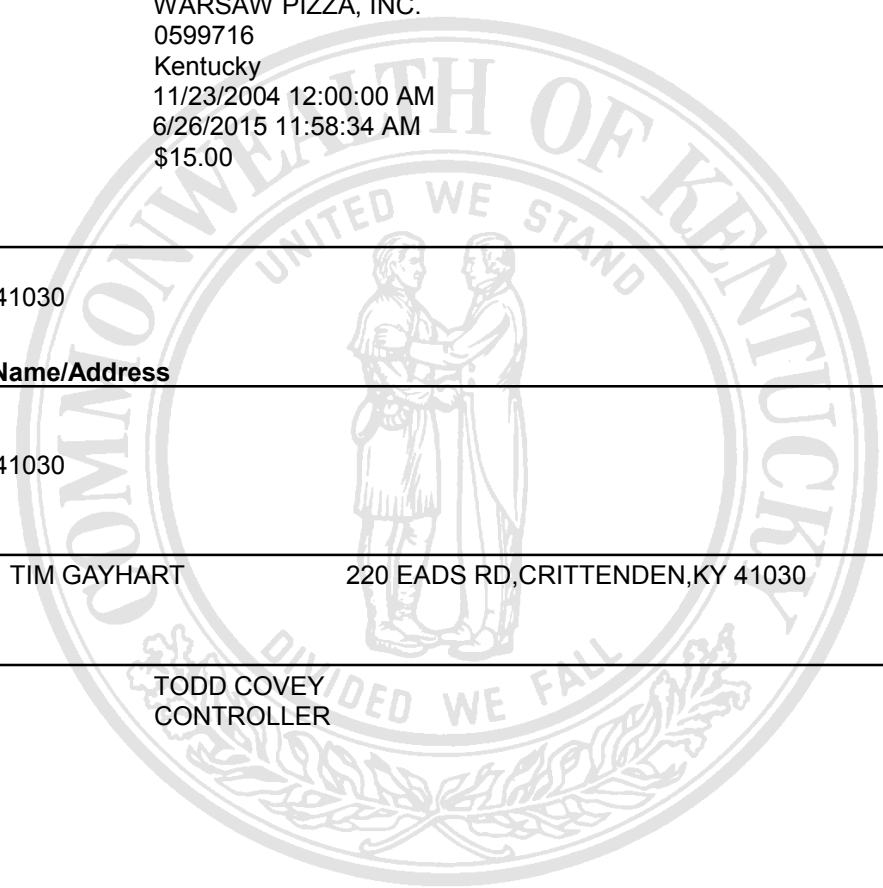 WARSAW PIZZA, INC.
0599716
Kentucky
11/23/2004 12:00:00 AM
6/26/2015 11:58:34 AM
$15.00
41030
Name/Address
41030
TIM GAYHART 220 EADS RD,CRITTENDEN,KY 41030
TODD COVEY
CONTROLLER
COMMONWEALTH OF KENTUCKY
UNITED WE STAND
DIVIDED WE FALL